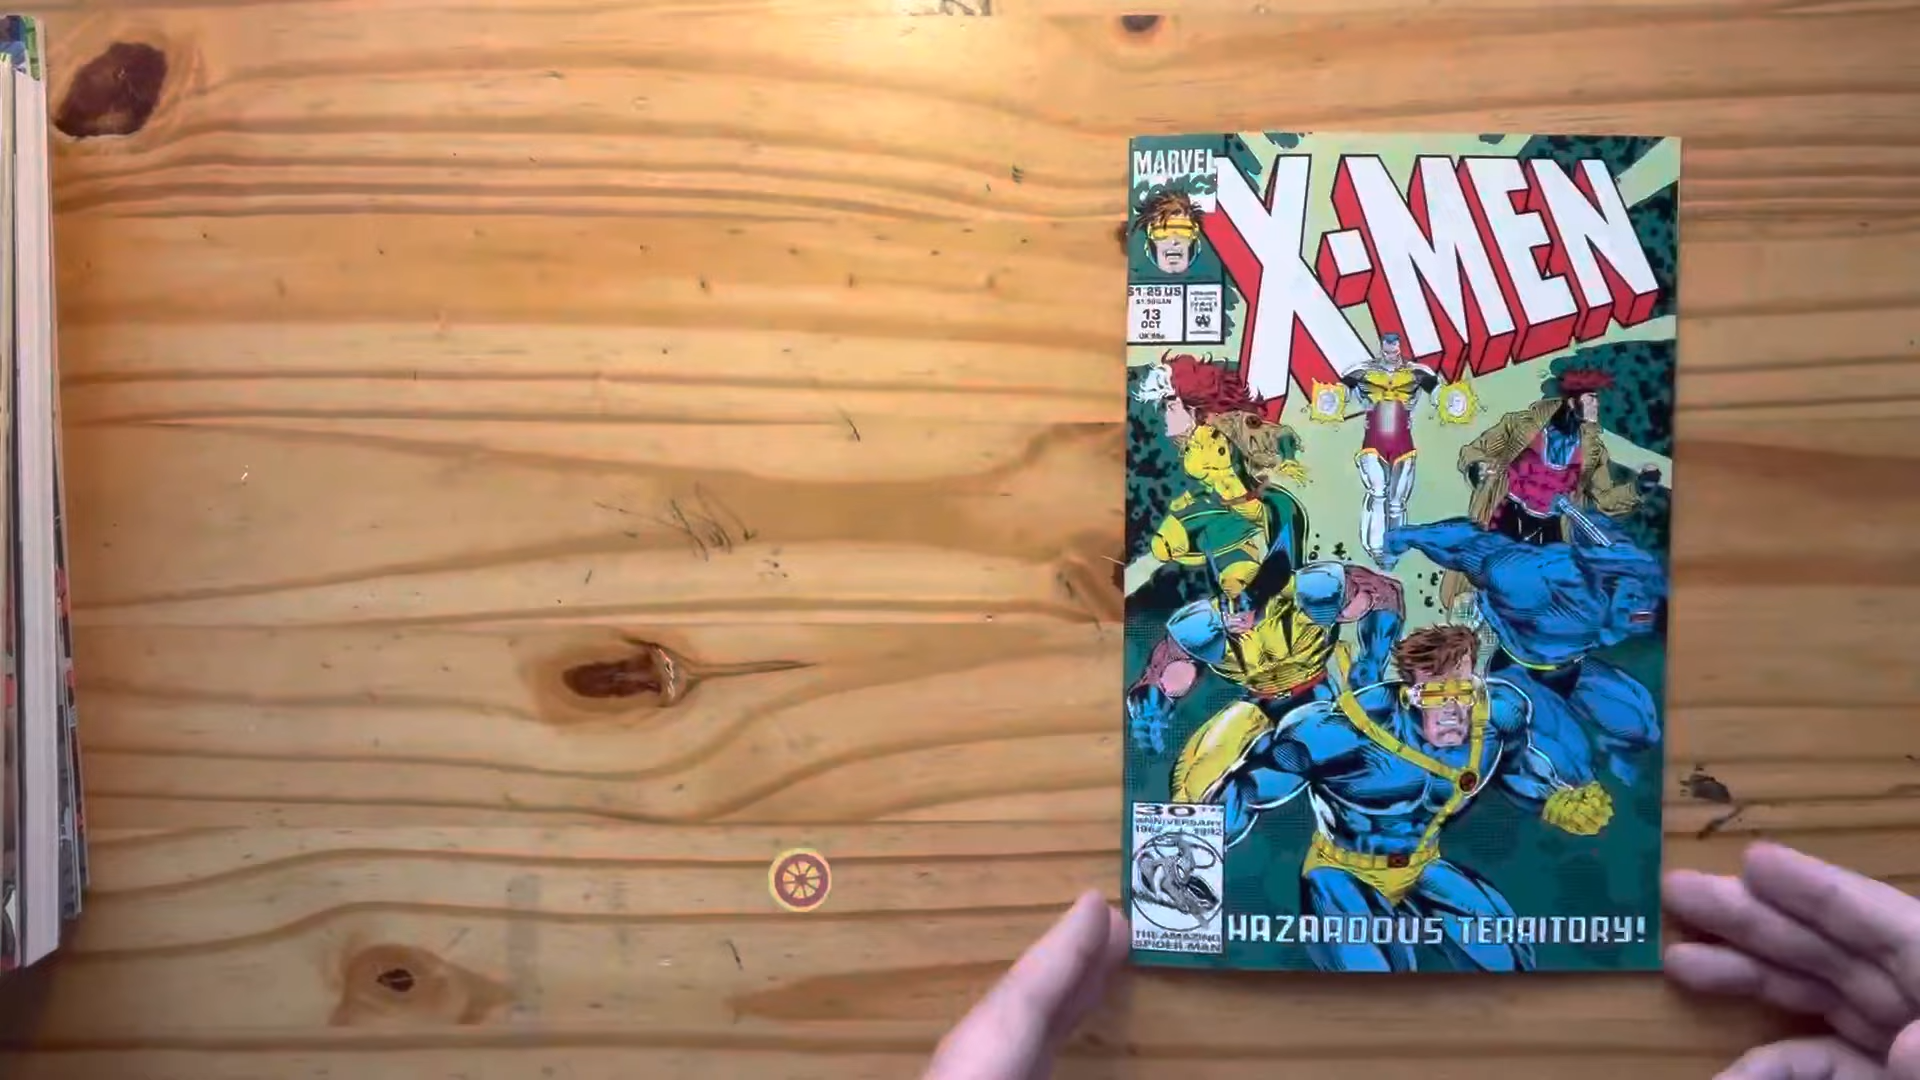 MARVEL
COMICS
X-MEN
$1.25 US
13
OCT
30TH
ANNIVERSARY
1962 1992
THE AMAZING
SPIDER-MAN
HAZARDOUS TERRITORY!